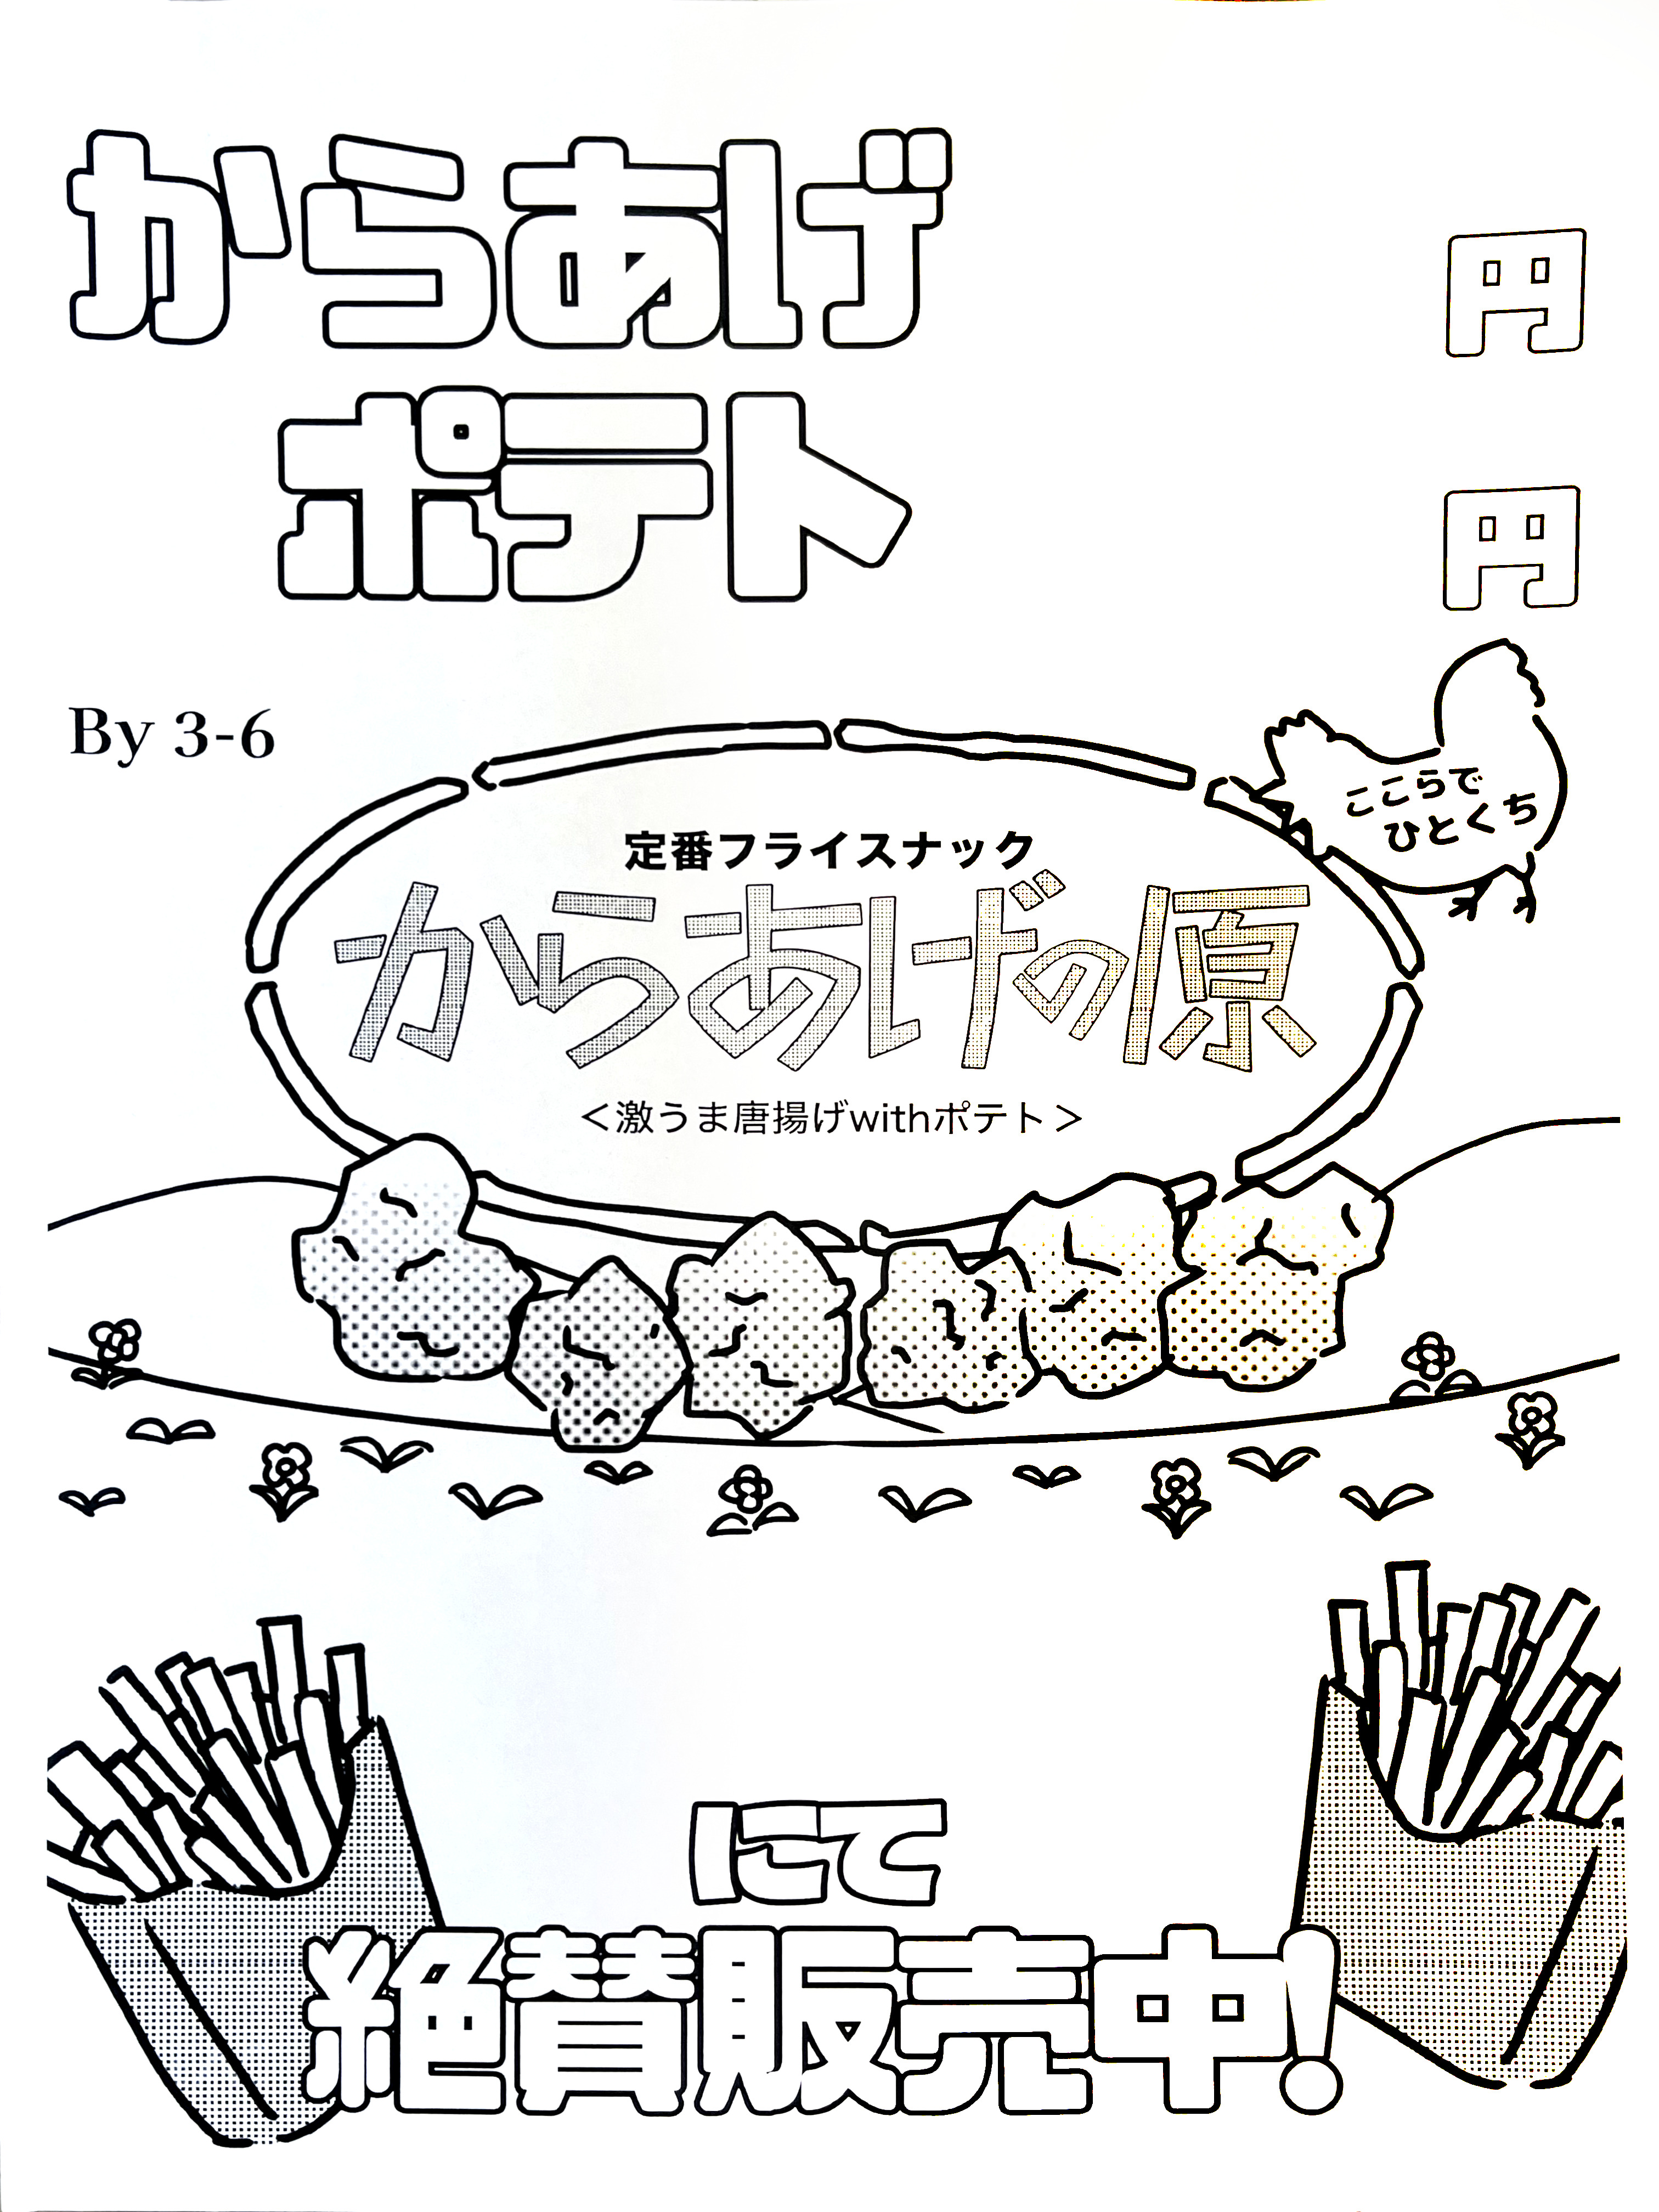 からあげ 円
ポテト 円
By 3-6
ここらで
ひとくち
定番フライスナック
からあげの原
＜激うま唐揚げwithポテト＞
にて
絶賛販売中!